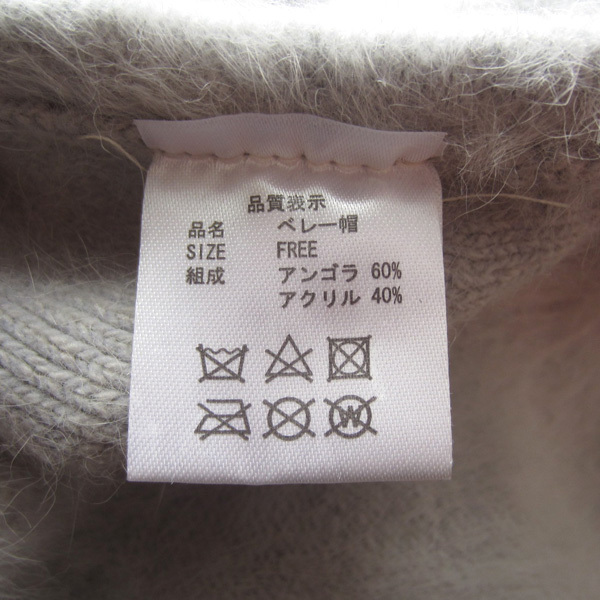 品質表示
品名 ベレー帽
SIZE FREE
組成 アンゴラ 60%
アクリル 40%
W